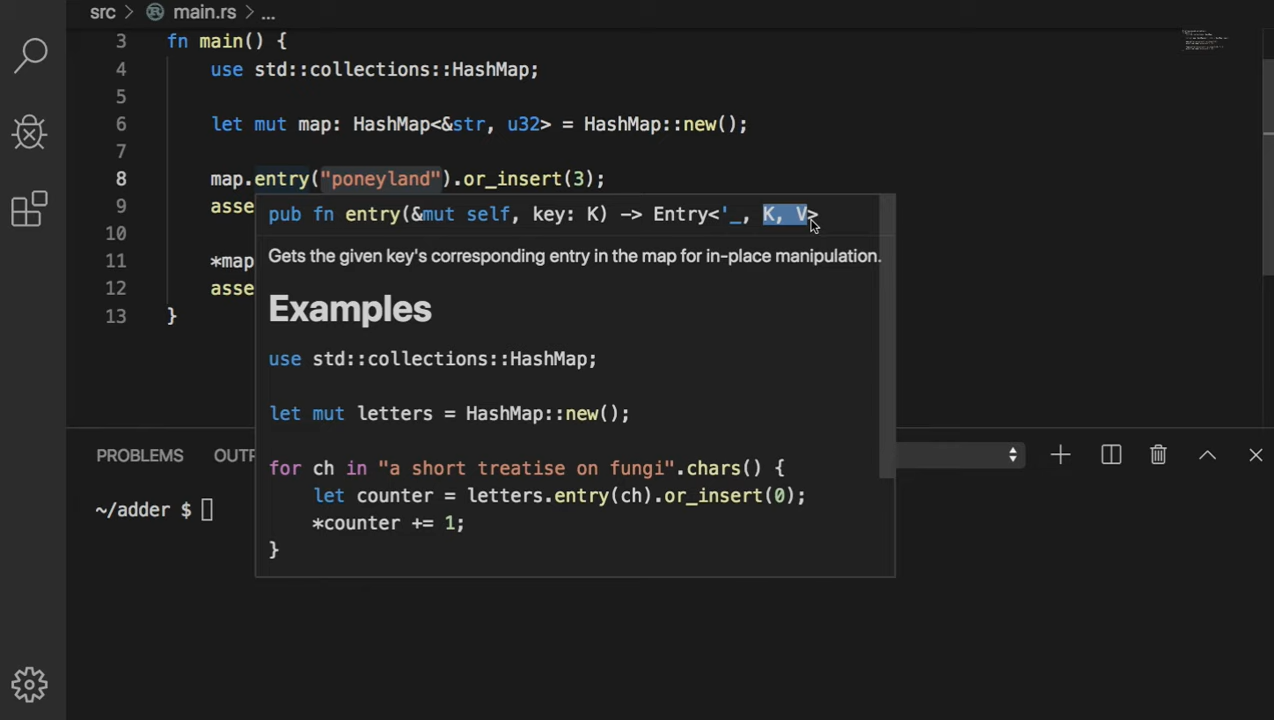 src > main.rs > ...
3 fn main() {
4 use std::collections::HashMap;
5
6 let mut map: HashMap<&str, u32> = HashMap::new();
7
8 map.entry("poneyland").or_insert(3);
9 asse
pub fn entry(&mut self, key: K) -> Entry<'_, K, V>
10
Gets the given key's corresponding entry in the map for in-place manipulation.
11 *map
12 asse
Examples
13 }
use std::collections::HashMap;
let mut letters = HashMap::new();
PROBLEMS OUTP
for ch in "a short treatise on fungi".chars() {
let counter = letters.entry(ch).or_insert(0);
~/adder $
*counter += 1;
}